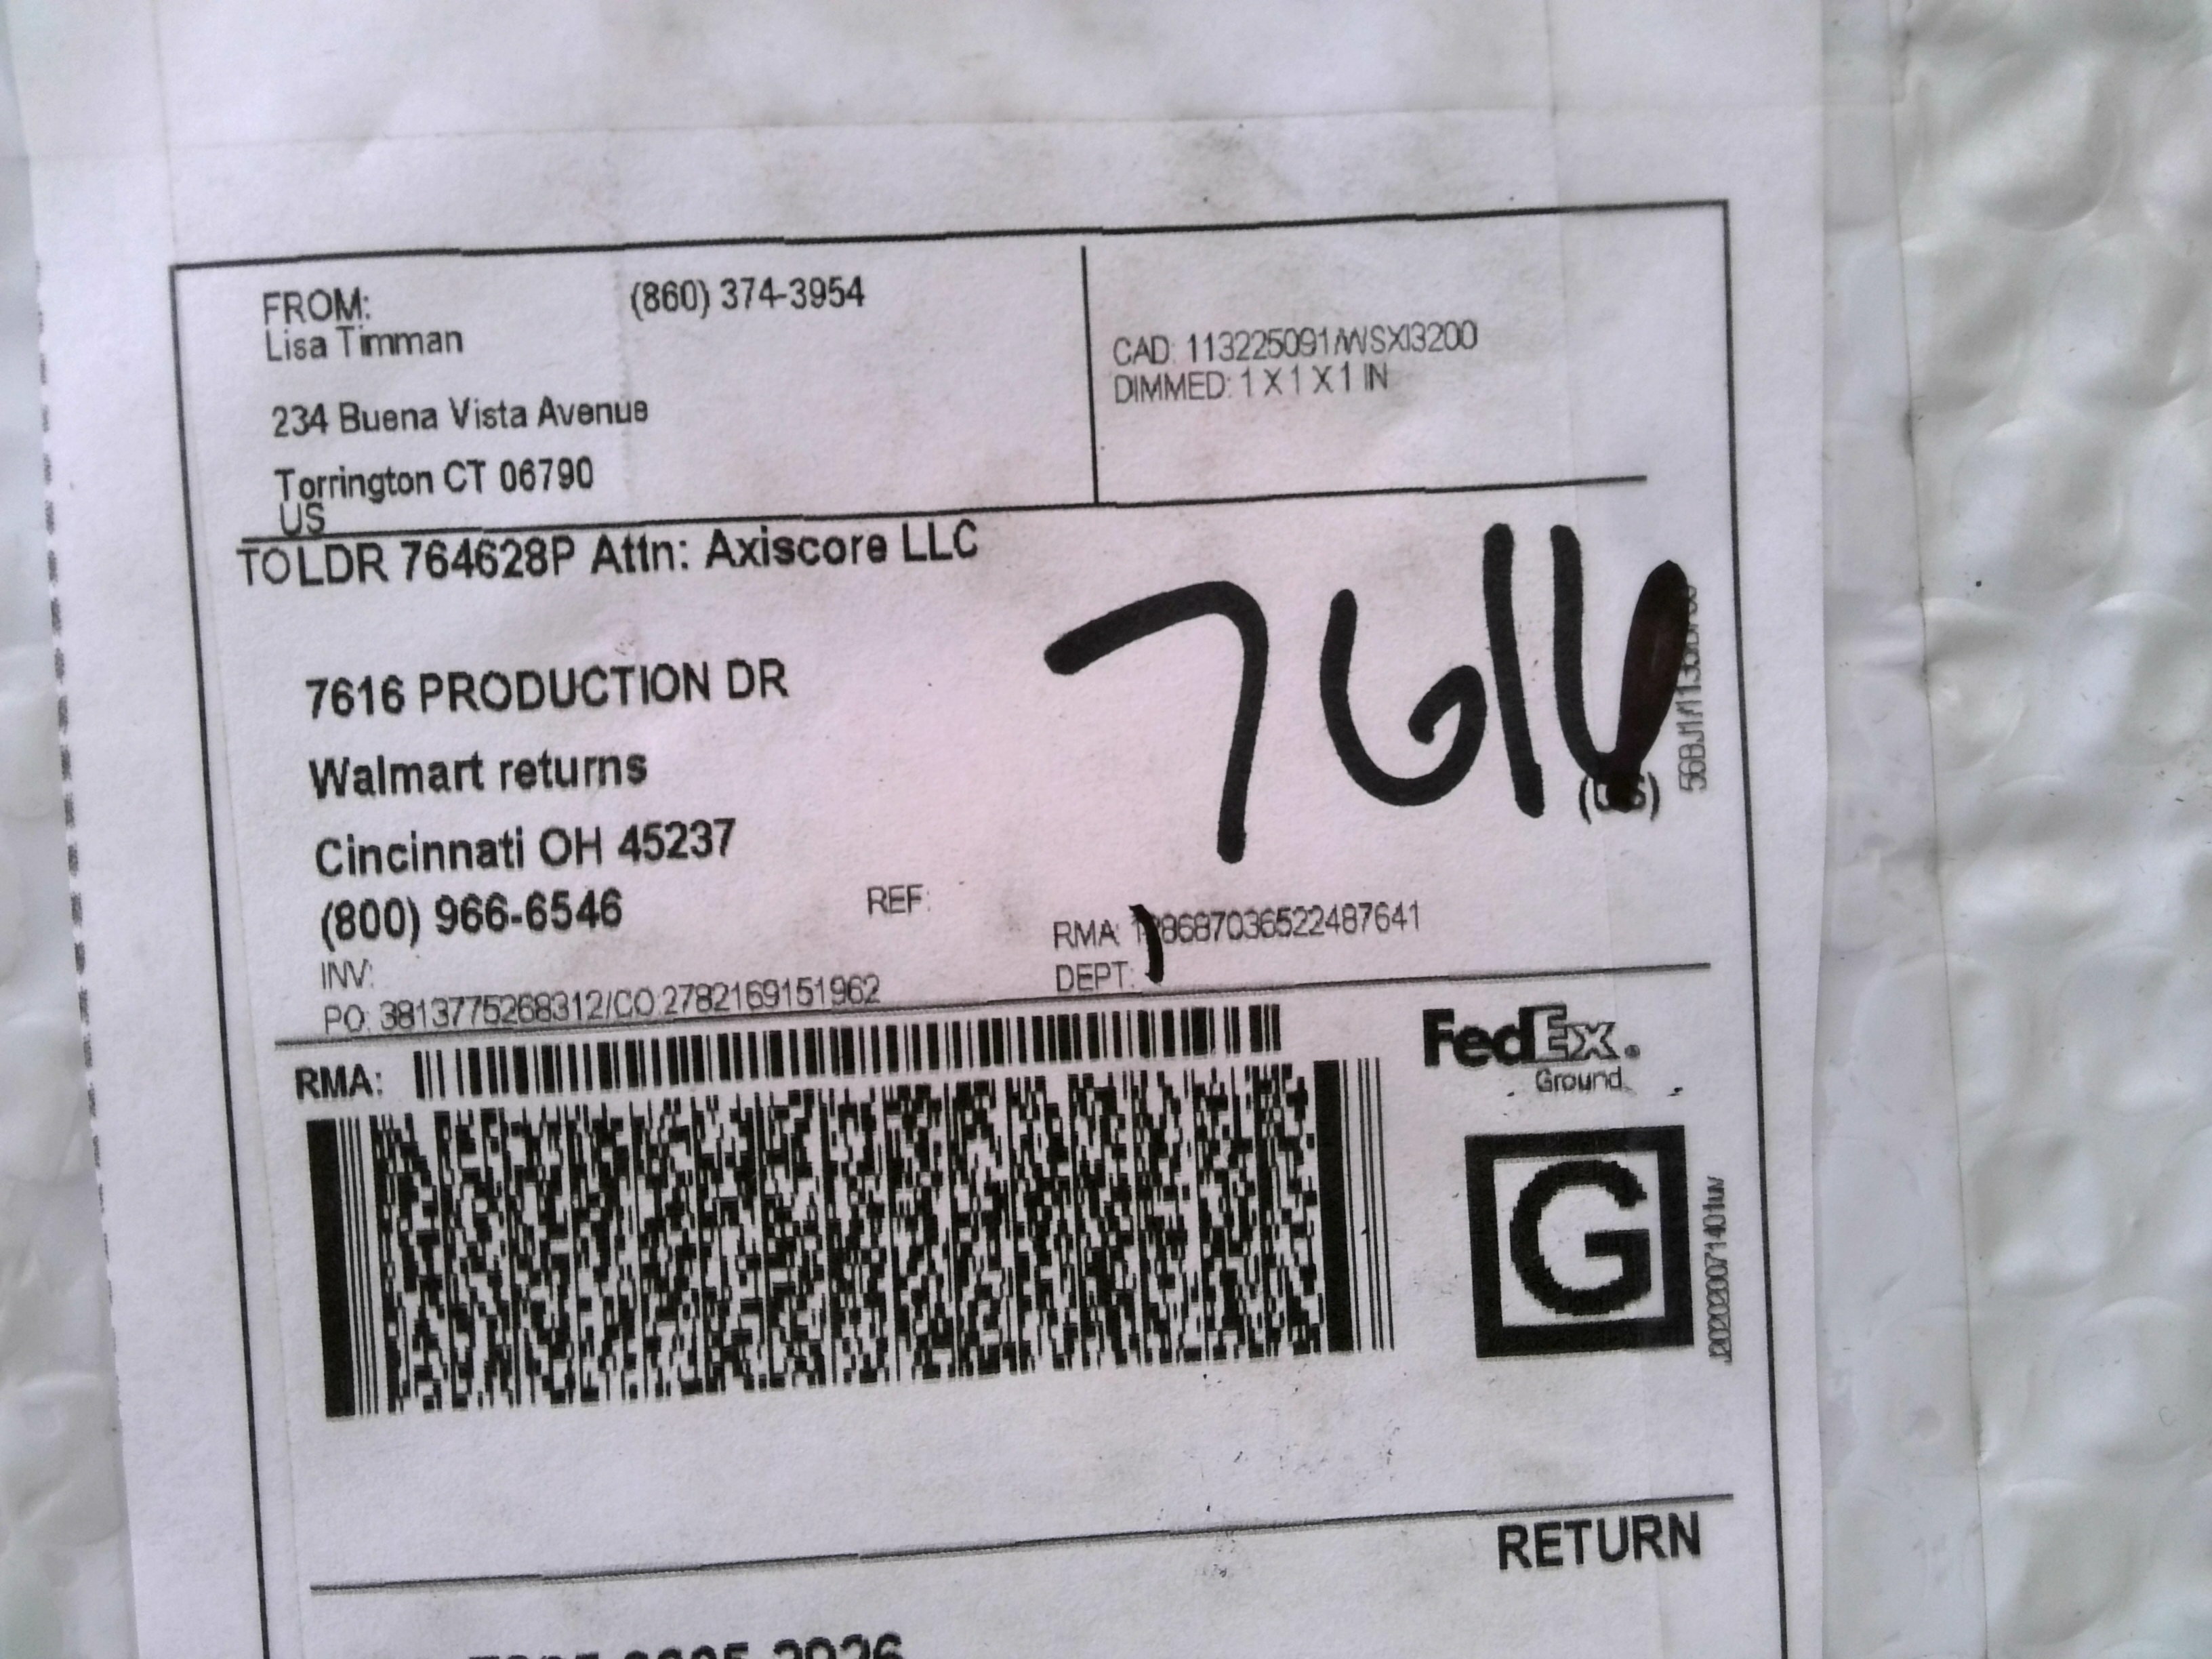 FROM: (860) 374-3954
Lisa Timman
234 Buena Vista Avenue
Torrington CT 06790
US
CAD: 113225091/WSXI3200
DIMMED: 1 X 1 X 1 IN
TO LDR 764628P Attn: Axiscore LLC
7616
7616 PRODUCTION DR
Walmart returns
Cincinnati OH 45237
(US)
(800) 966-6546
REF:
INV:
RMA:
DEPT:
PO: 3813775268312/CO:2782169151962
RMA:
FedEx®
Ground
G
J202020071401uv
RETURN